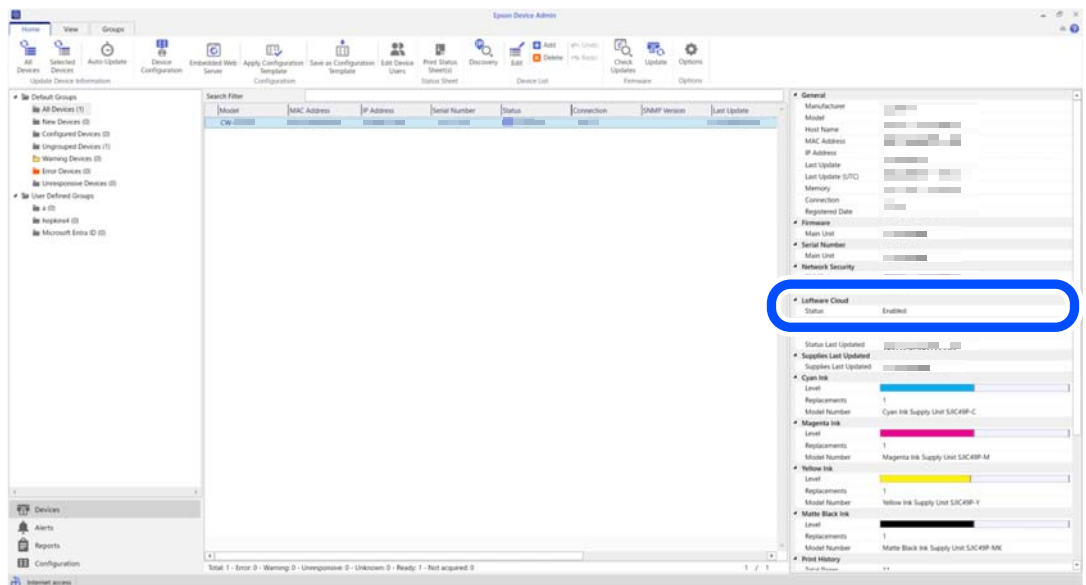 Epson Device Admin
Home View Groups
All Devices Selected Devices Auto-Update Device Configuration Embedded Web Server Apply Configuration Template Save as Configuration Template Edit Device Users Print Status Sheet(s) Discovery Edit Add Delete Undo Redo Check Updates Update Options
Update Device Information Configuration Status Sheet Device List Firmware Options
Default Groups
All Devices (1)
New Devices (0)
Configured Devices (0)
Ungrouped Devices (1)
Warning Devices (0)
Error Devices (0)
Unresponsive Devices (0)
User Defined Groups
a (0)
hopkins4 (0)
Microsoft Entra ID (0)
Devices
Alerts
Reports
Configuration
Internet access
Search Filter
Model MAC Address IP Address Serial Number Status Connection SNMP Version Last Update
CW-
Total: 1 - Error: 0 - Warning: 0 - Unresponsive: 0 - Unknown: 0 - Ready: 1 - Not acquired: 0
1 / 1
General
Manufacturer
Model
Host Name
MAC Address
IP Address
Last Update
Last Update (UTC)
Memory
Connection
Registered Date
Firmware
Main Unit
Serial Number
Main Unit
Network Security
Loftware Cloud
Status Enabled
Status Last Updated
Supplies Last Updated
Supplies Last Updated
Cyan Ink
Level
Replacements 1
Model Number Cyan Ink Supply Unit SJIC49P-C
Magenta Ink
Level
Replacements 1
Model Number Magenta Ink Supply Unit SJIC49P-M
Yellow Ink
Level
Replacements 1
Model Number Yellow Ink Supply Unit SJIC49P-Y
Matte Black Ink
Level
Replacements 1
Model Number Matte Black Ink Supply Unit SJIC49P-MK
Print History